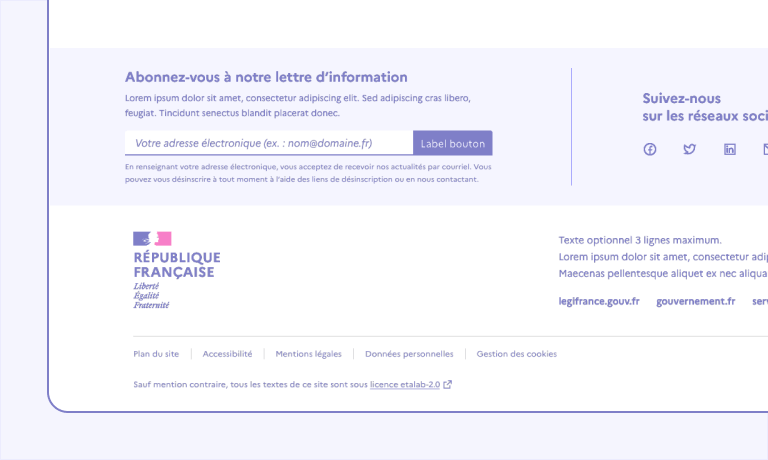 Abonnez-vous à notre lettre d’information
Lorem ipsum dolor sit amet, consectetur adipiscing elit. Sed adipiscing cras libero,
feugiat. Tincidunt senectus blandit placerat donec.
Votre adresse électronique (ex. : nom@domaine.fr)
Label bouton
En renseignant votre adresse électronique, vous acceptez de recevoir nos actualités par courriel. Vous
pouvez vous désinscrire à tout moment à l’aide des liens de désinscription ou en nous contactant.
Suivez-nous
sur les réseaux soci
RÉPUBLIQUE
FRANÇAISE
Liberté
Égalité
Fraternité
Texte optionnel 3 lignes maximum.
Lorem ipsum dolor sit amet, consectetur adip
Maecenas pellentesque aliquet ex nec aliqua
legifrance.gouv.fr gouvernement.fr serv
Plan du site Accessibilité Mentions légales Données personnelles Gestion des cookies
Sauf mention contraire, tous les textes de ce site sont sous licence etalab-2.0